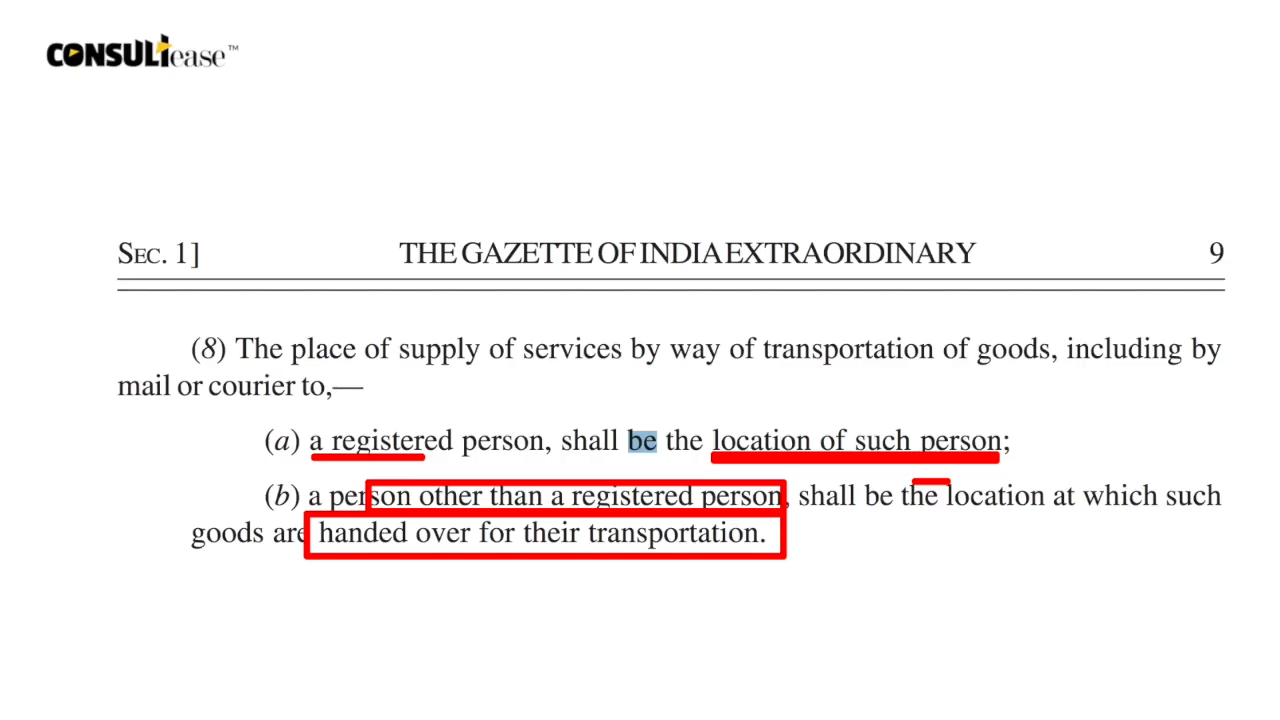 CONSULTease™
SEC. 1] THE GAZETTE OF INDIA EXTRAORDINARY 9
(8) The place of supply of services by way of transportation of goods, including by
mail or courier to,—
(a) a registered person, shall be the location of such person;
(b) a person other than a registered person, shall be the location at which such
goods are handed over for their transportation.